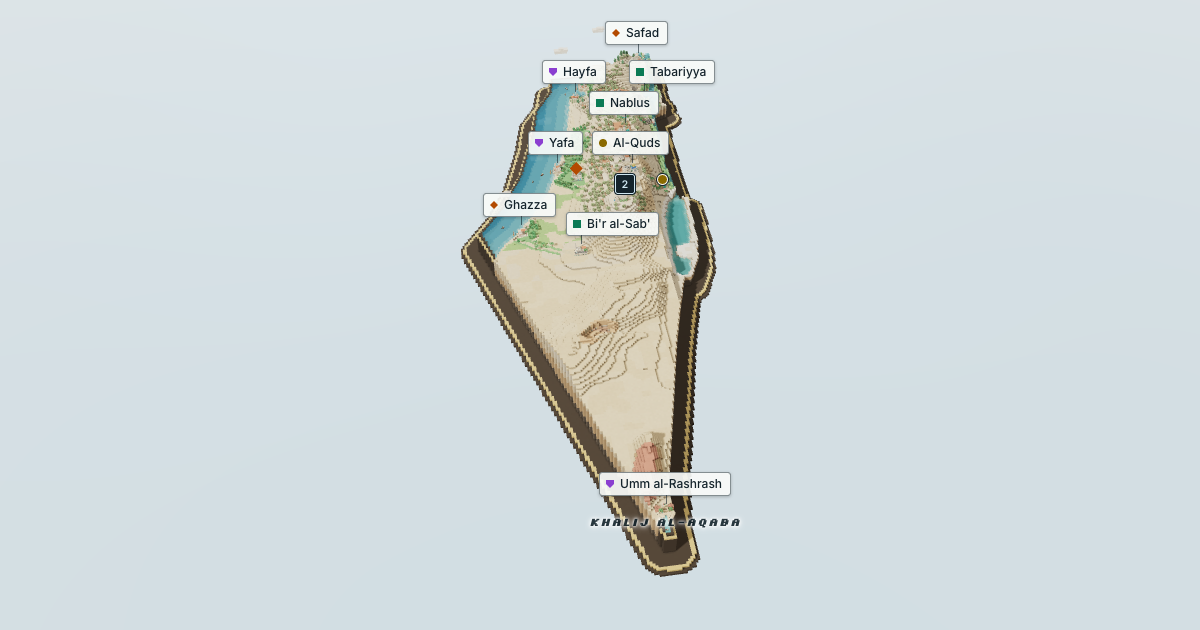 Safad
Hayfa
Tabariyya
Nablus
Yafa
Al-Quds
2
Ghazza
Bi'r al-Sab'
Umm al-Rashrash
KHALIJ AL-AQABA